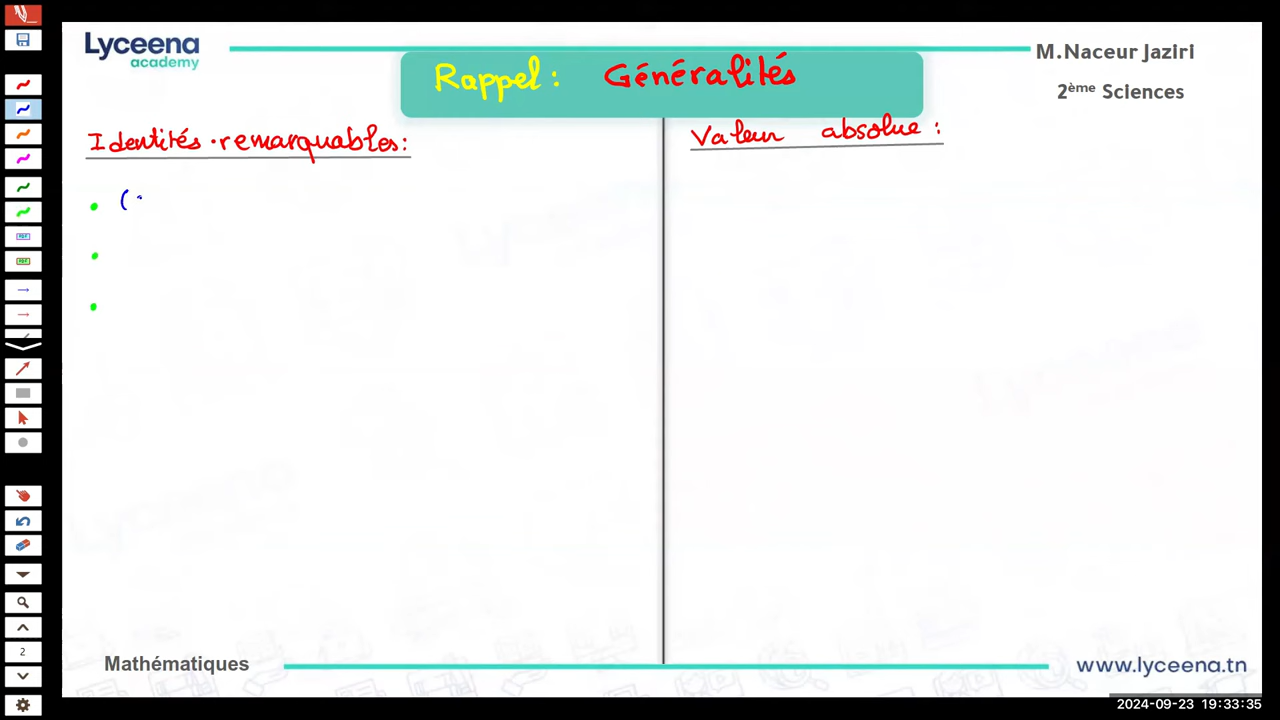 Lyceena
academy
M.Naceur Jaziri
2ème Sciences
Rappel: Généralités
Identités remarquables:
(
Valeur absolue:
2
Mathématiques
www.lyceena.tn
2024-09-23 19:33:35